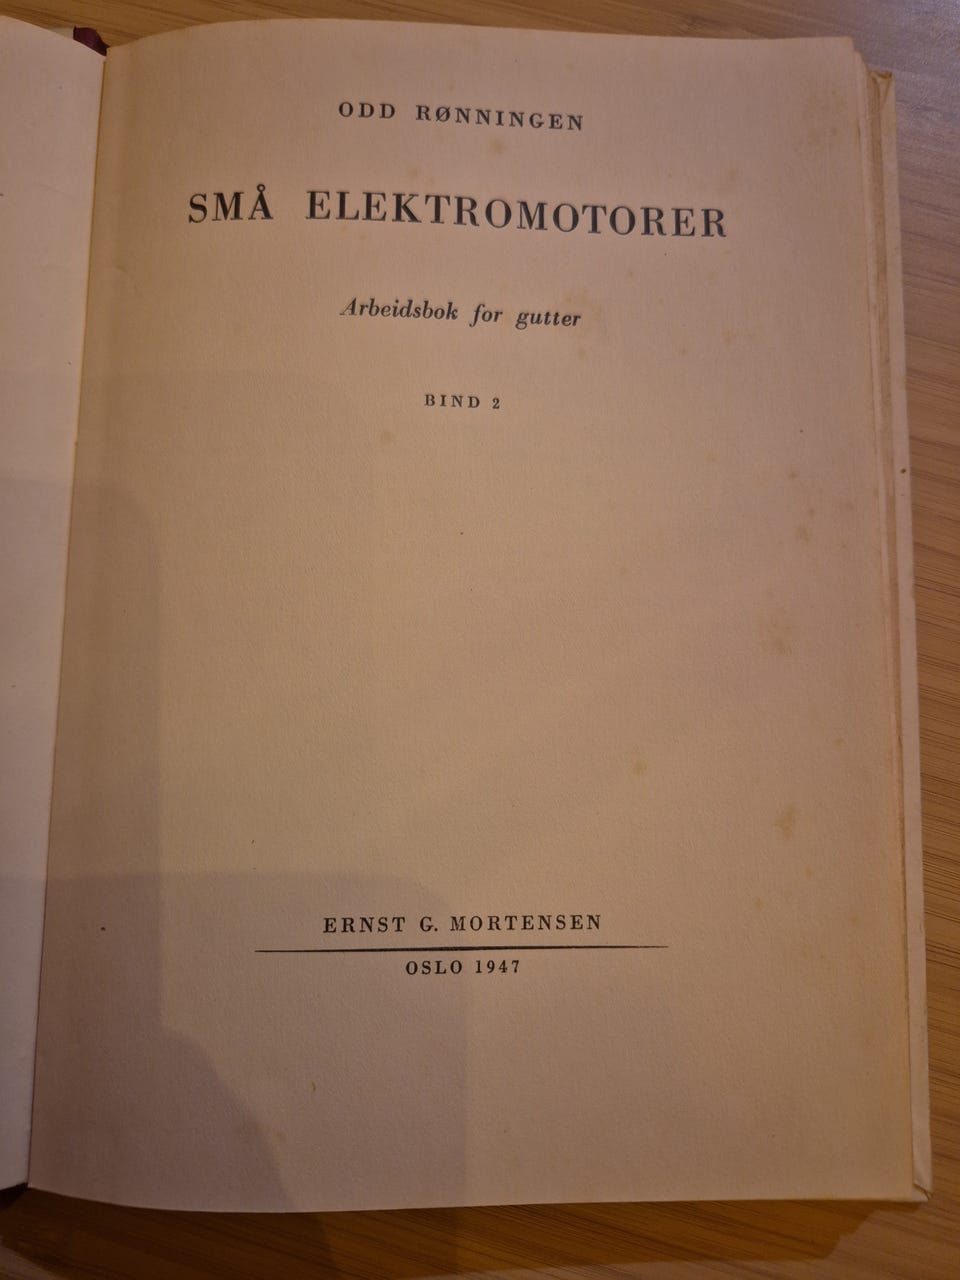 ODD RØNNINGEN
SMÅ ELEKTROMOTORER
Arbeidsbok for gutter
BIND 2
ERNST G. MORTENSEN
OSLO 1947